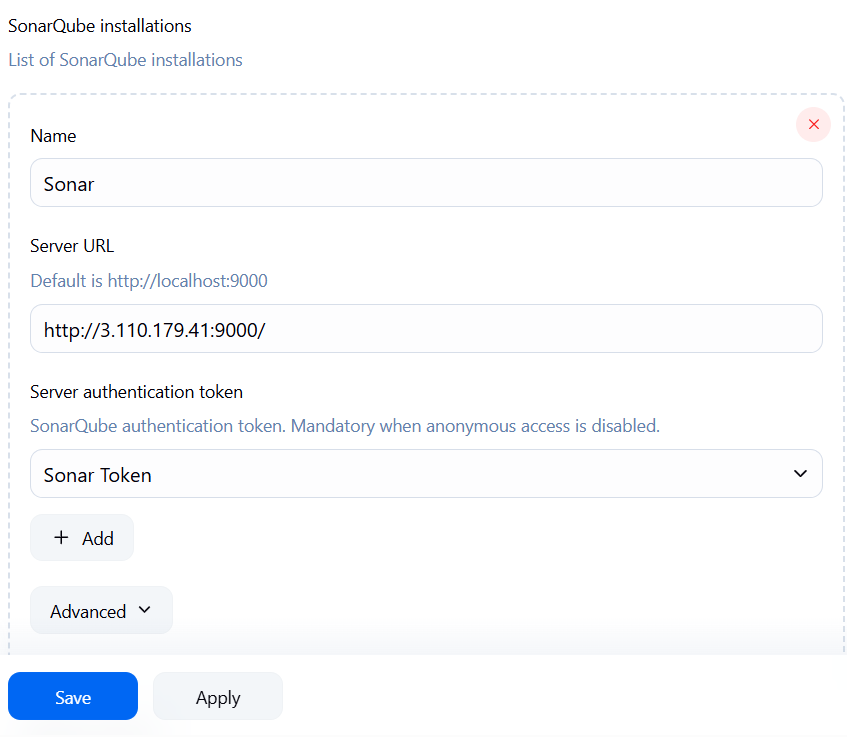 SonarQube installations
List of SonarQube installations
Name
Sonar
Server URL
Default is http://localhost:9000
http://3.110.179.41:9000/
Server authentication token
SonarQube authentication token. Mandatory when anonymous access is disabled.
Sonar Token
+ Add
Advanced
Save
Apply